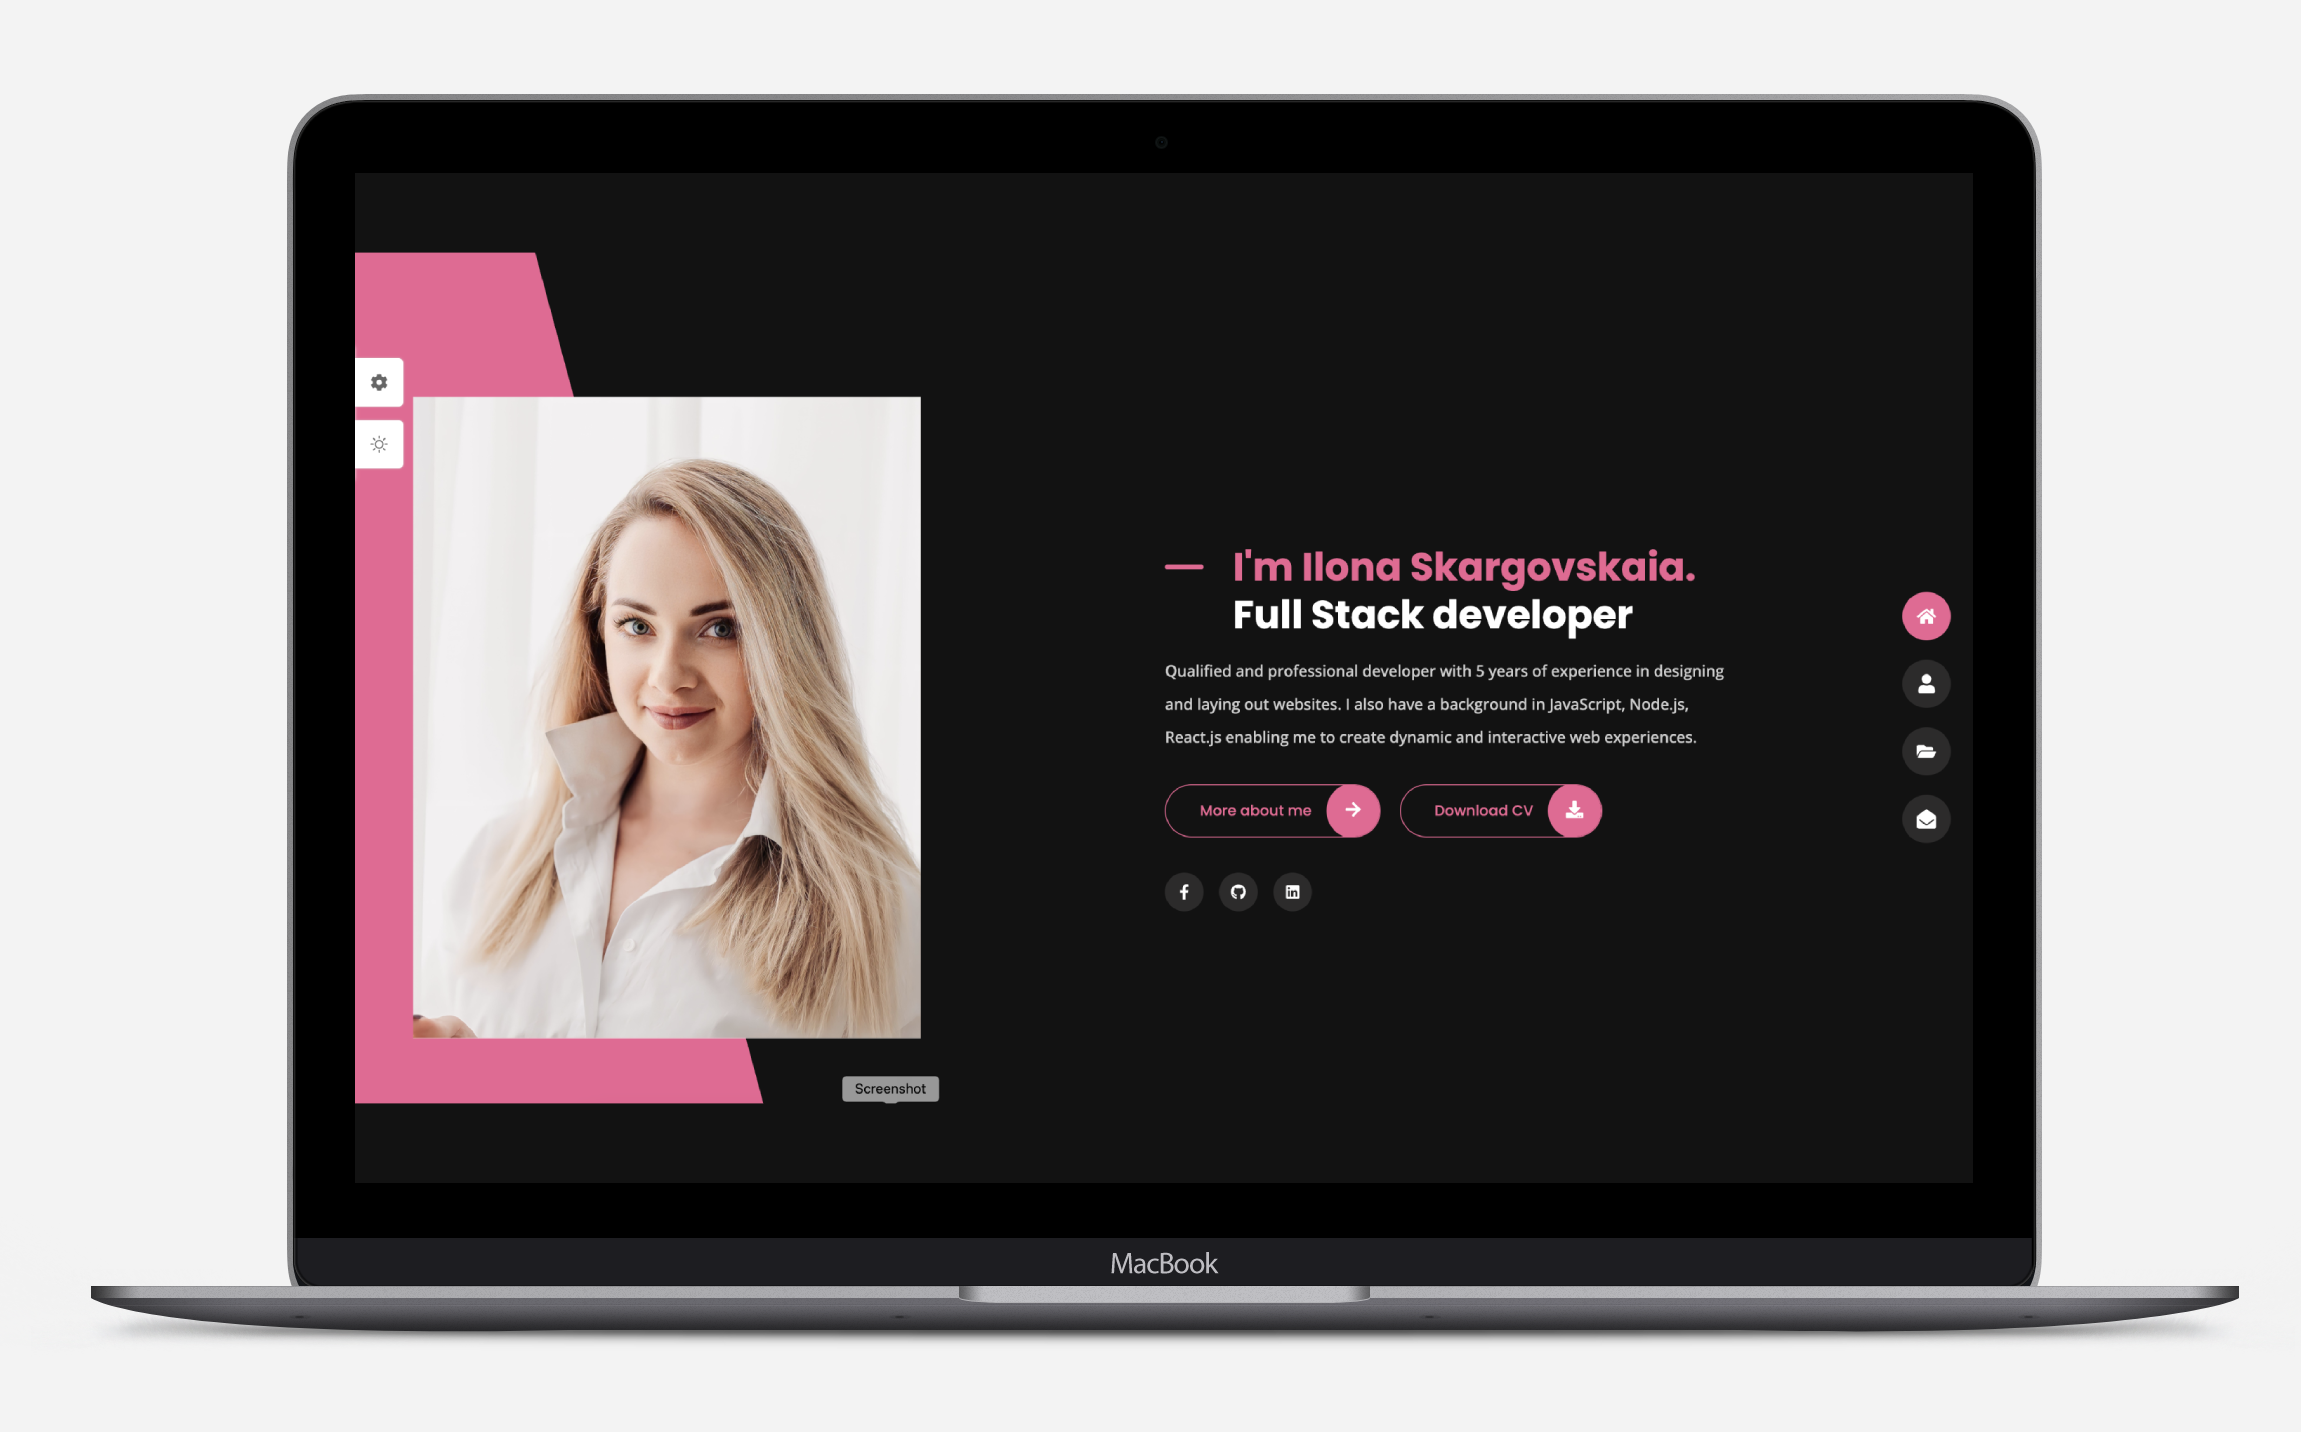 I'm Ilona Skargovskaia.
Full Stack developer
Qualified and professional developer with 5 years of experience in designing
and laying out websites. I also have a background in JavaScript, Node.js,
React.js enabling me to create dynamic and interactive web experiences.
More about me
Download CV
Screenshot
MacBook